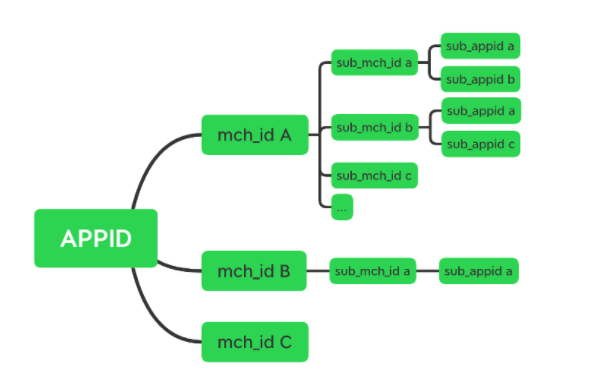 APPID
mch_id A
sub_mch_id a
sub_appid a
sub_appid b
sub_mch_id b
sub_appid a
sub_appid c
sub_mch_id c
...
mch_id B
sub_mch_id a
sub_appid a
mch_id C